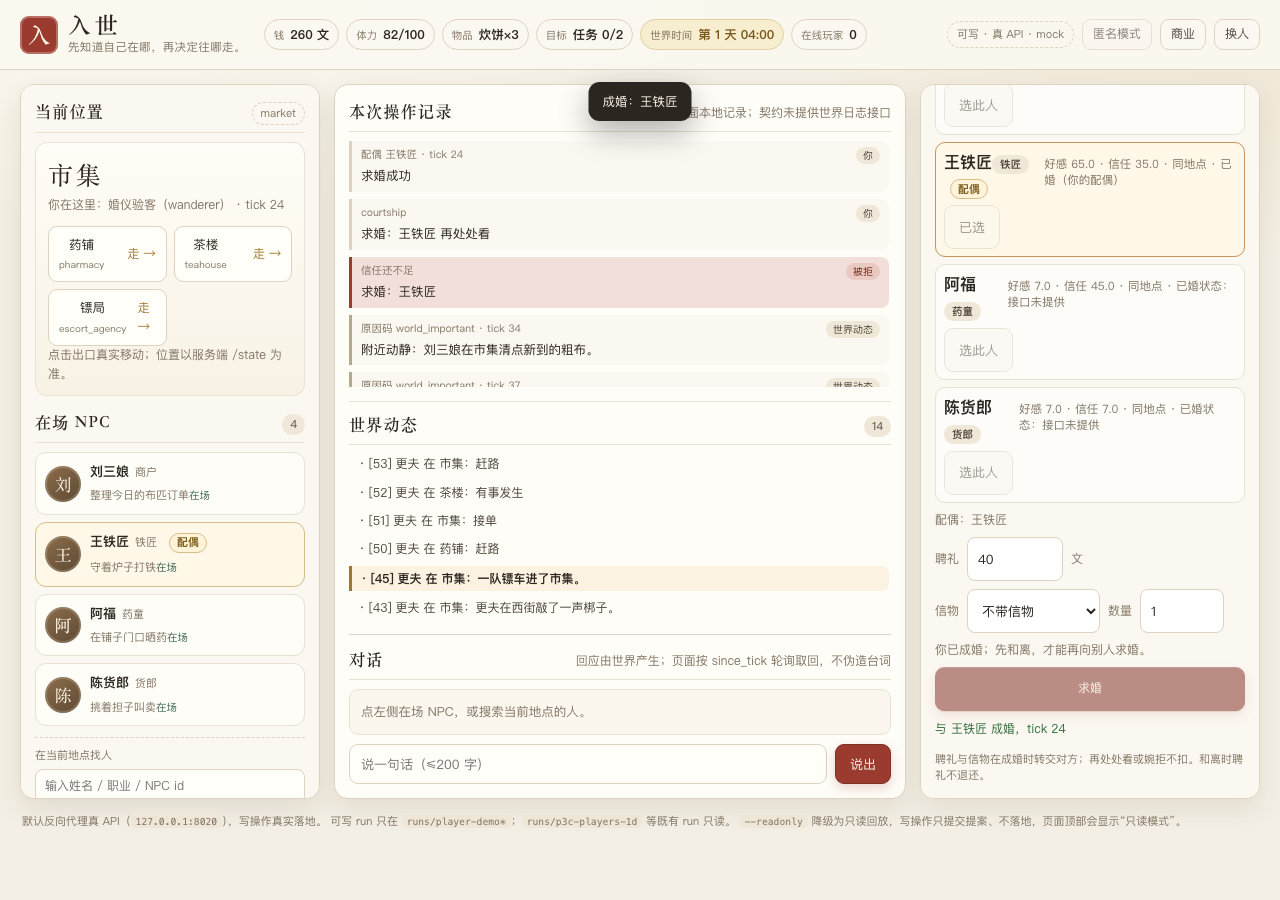 入
入世
先知道自己在哪，再决定往哪走。
钱 260 文
体力 82/100
物品 炊饼×3
目标 任务 0/2
世界时间 第 1 天 04:00
在线玩家 0
可写 · 真 API · mock
匿名模式
商业
换人
当前位置
market
市集
你在这里：婚仪验客（wanderer） · tick 24
药铺
pharmacy
走 →
茶楼
teahouse
走 →
镖局
escort_agency
走
→
点击出口真实移动；位置以服务端 /state 为
准。
在场 NPC
4
刘
刘三娘 商户
整理今日的布匹订单在场
王
王铁匠 铁匠 配偶
守着炉子打铁在场
阿
阿福 药童
在铺子门口晒药在场
陈
陈货郎 货郎
挑着担子叫卖在场
在当前地点找人
输入姓名 / 职业 / NPC id
成婚：王铁匠
本次操作记录
面本地记录；契约未提供世界日志接口
配偶 王铁匠 · tick 24
你
求婚成功
courtship
你
求婚：王铁匠 再处处看
信任还不足
被拒
求婚：王铁匠
原因码 world_important · tick 34
世界动态
附近动静：刘三娘在市集清点新到的粗布。
原因码 world_important · tick 37
世界动态
世界动态
14
· [53] 更夫 在 市集：赶路
· [52] 更夫 在 茶楼：有事发生
· [51] 更夫 在 市集：接单
· [50] 更夫 在 药铺：赶路
· [45] 更夫 在 市集：一队镖车进了市集。
· [43] 更夫 在 市集：更夫在西街敲了一声梆子。
对话
回应由世界产生；页面按 since_tick 轮询取回，不伪造台词
点左侧在场 NPC，或搜索当前地点的人。
说一句话（≤200 字）
说出
选此人
王铁匠 铁匠
配偶
好感 65.0 · 信任 35.0 · 同地点 · 已
婚（你的配偶）
已选
阿福
药童
好感 7.0 · 信任 45.0 · 同地点 · 已婚状态：
接口未提供
选此人
陈货郎
货郎
好感 7.0 · 信任 7.0 · 同地点 · 已婚状
态：接口未提供
选此人
配偶：王铁匠
聘礼 40 文
信物 不带信物 数量 1
你已成婚；先和离，才能再向别人求婚。
求婚
与 王铁匠 成婚，tick 24
聘礼与信物在成婚时转交对方；再处处看或婉拒不扣。和离时聘
礼不退还。
默认反向代理真 API（ 127.0.0.1:8020 ），写操作真实落地。 可写 run 只在 runs/player-demo* ； runs/p3c-players-1d 等既有 run 只读。 --readonly 降级为只读回放，写操作只提交提案、不落地，页面顶部会显示“只读模式”。